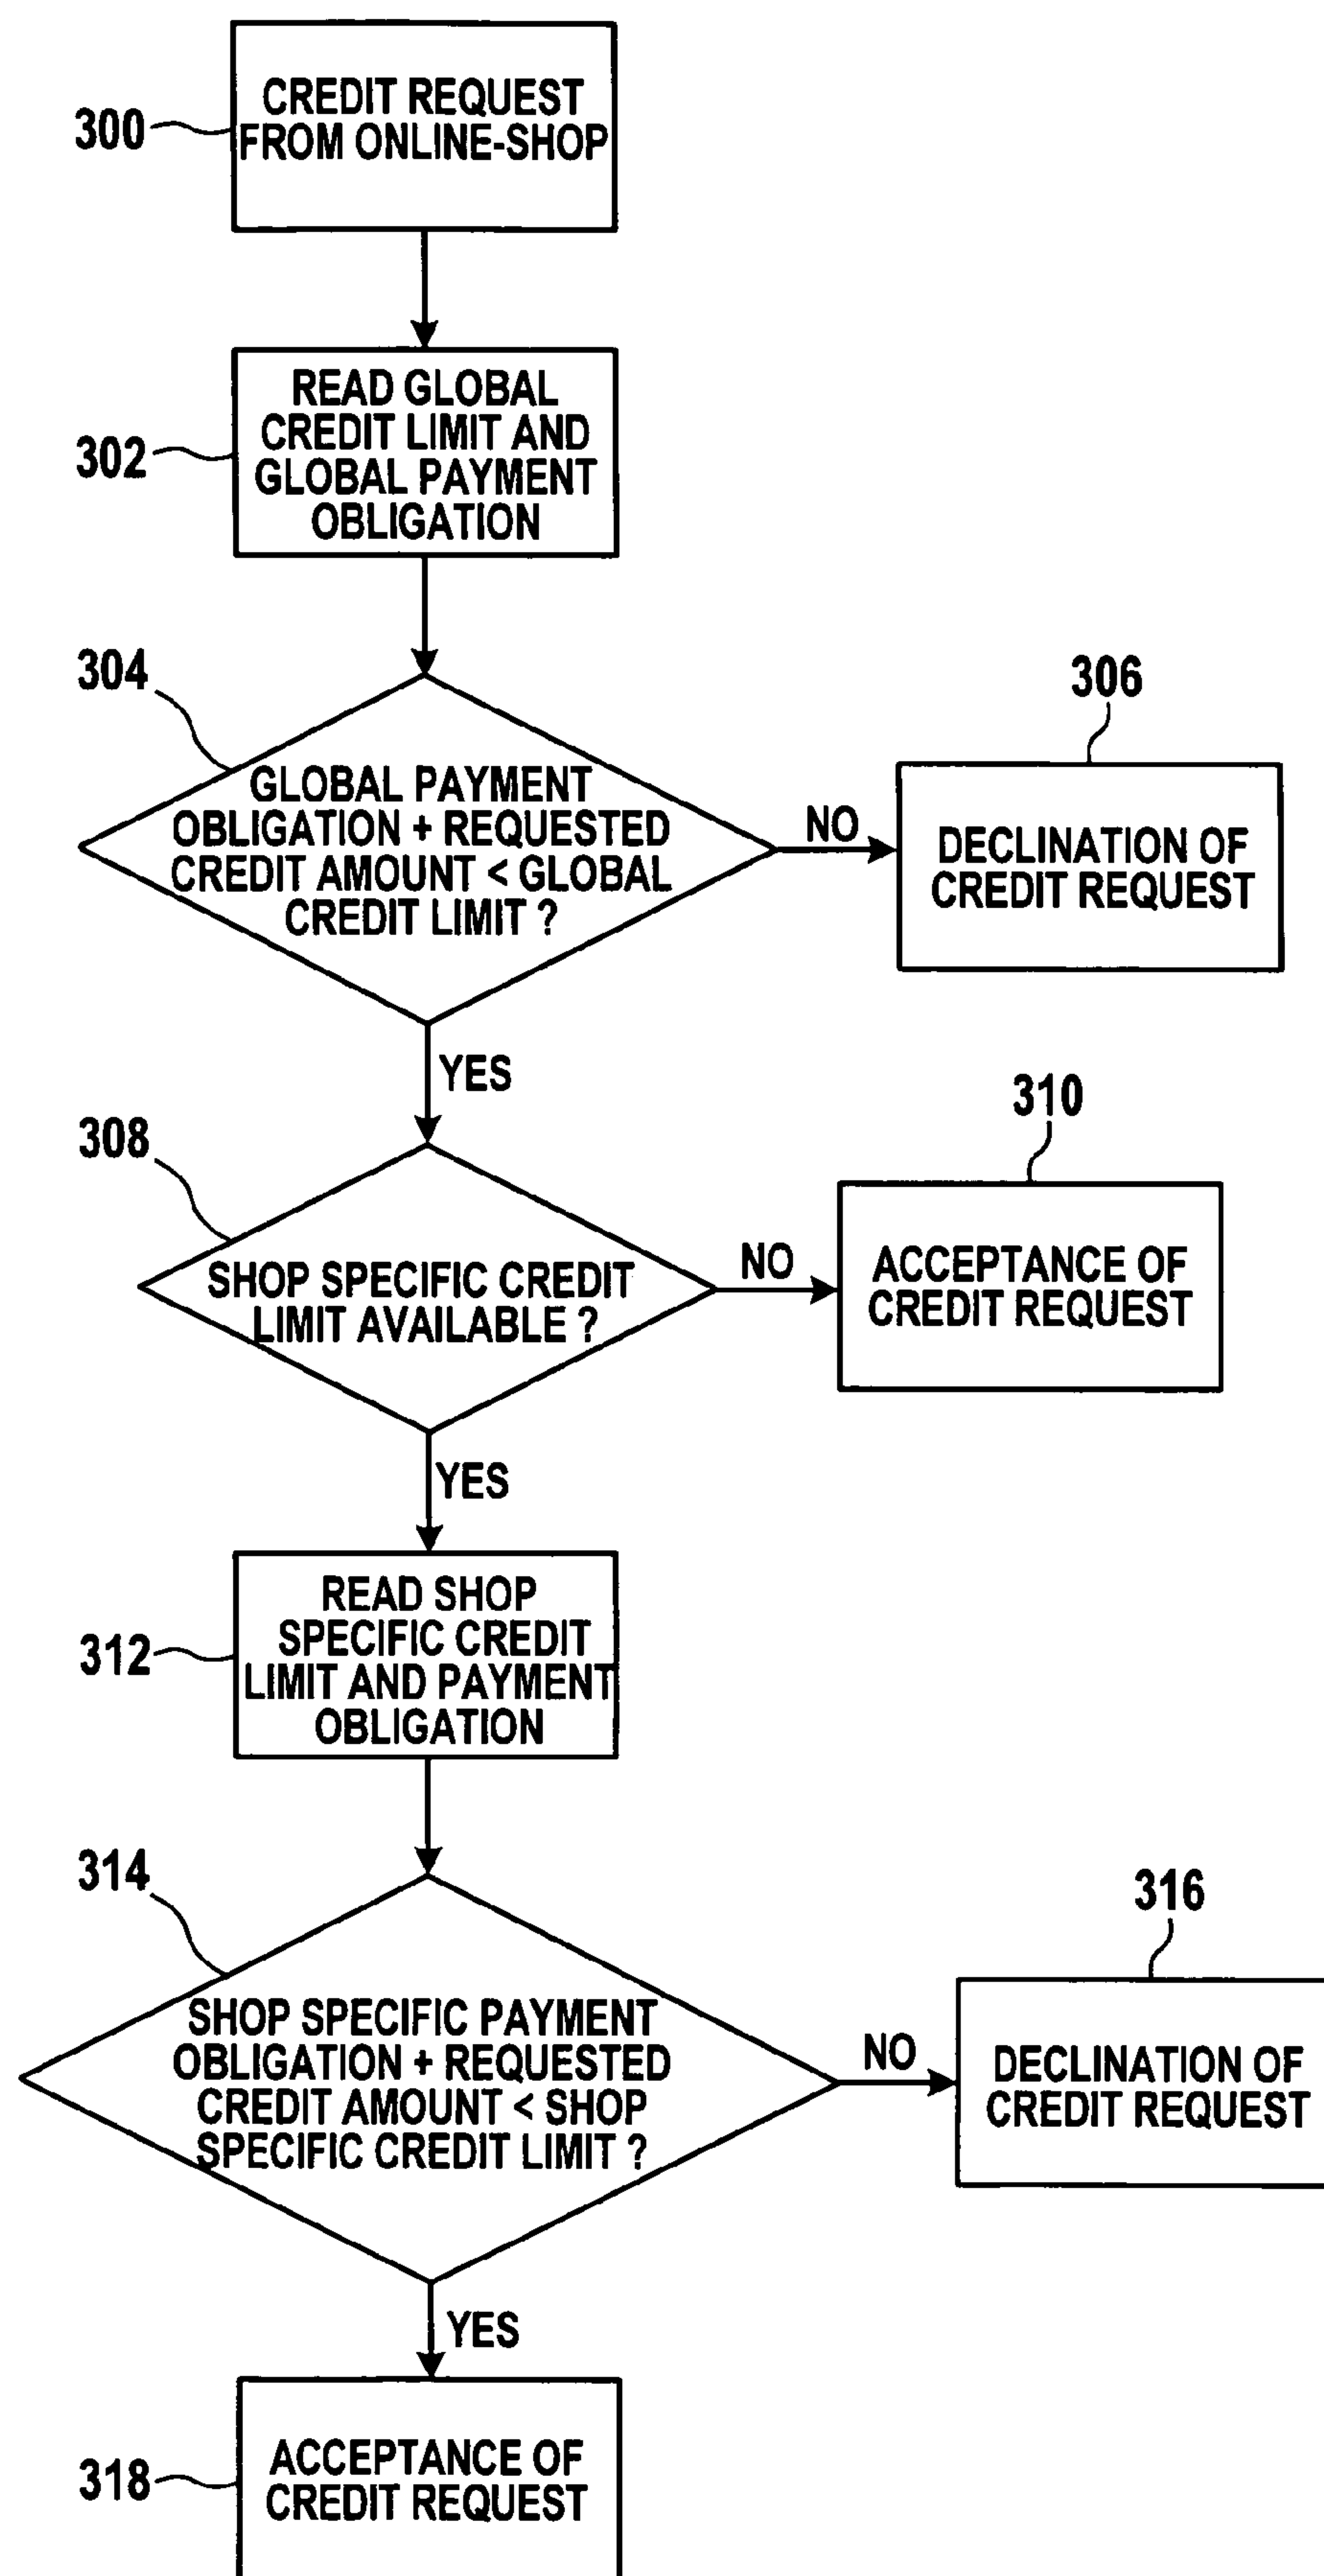 CREDIT REQUEST
FROM ONLINE-SHOP
300
READ GLOBAL
CREDIT LIMIT AND
GLOBAL PAYMENT
OBLIGATION
302
304
GLOBAL PAYMENT
OBLIGATION + REQUESTED
CREDIT AMOUNT < GLOBAL
CREDIT LIMIT ?
NO
306
DECLINATION OF
CREDIT REQUEST
YES
308
SHOP SPECIFIC CREDIT
LIMIT AVAILABLE ?
NO
310
ACCEPTANCE OF
CREDIT REQUEST
YES
312
READ SHOP
SPECIFIC CREDIT
LIMIT AND PAYMENT
OBLIGATION
314
SHOP SPECIFIC PAYMENT
OBLIGATION + REQUESTED
CREDIT AMOUNT < SHOP
SPECIFIC CREDIT LIMIT ?
NO
316
DECLINATION OF
CREDIT REQUEST
YES
318
ACCEPTANCE OF
CREDIT REQUEST